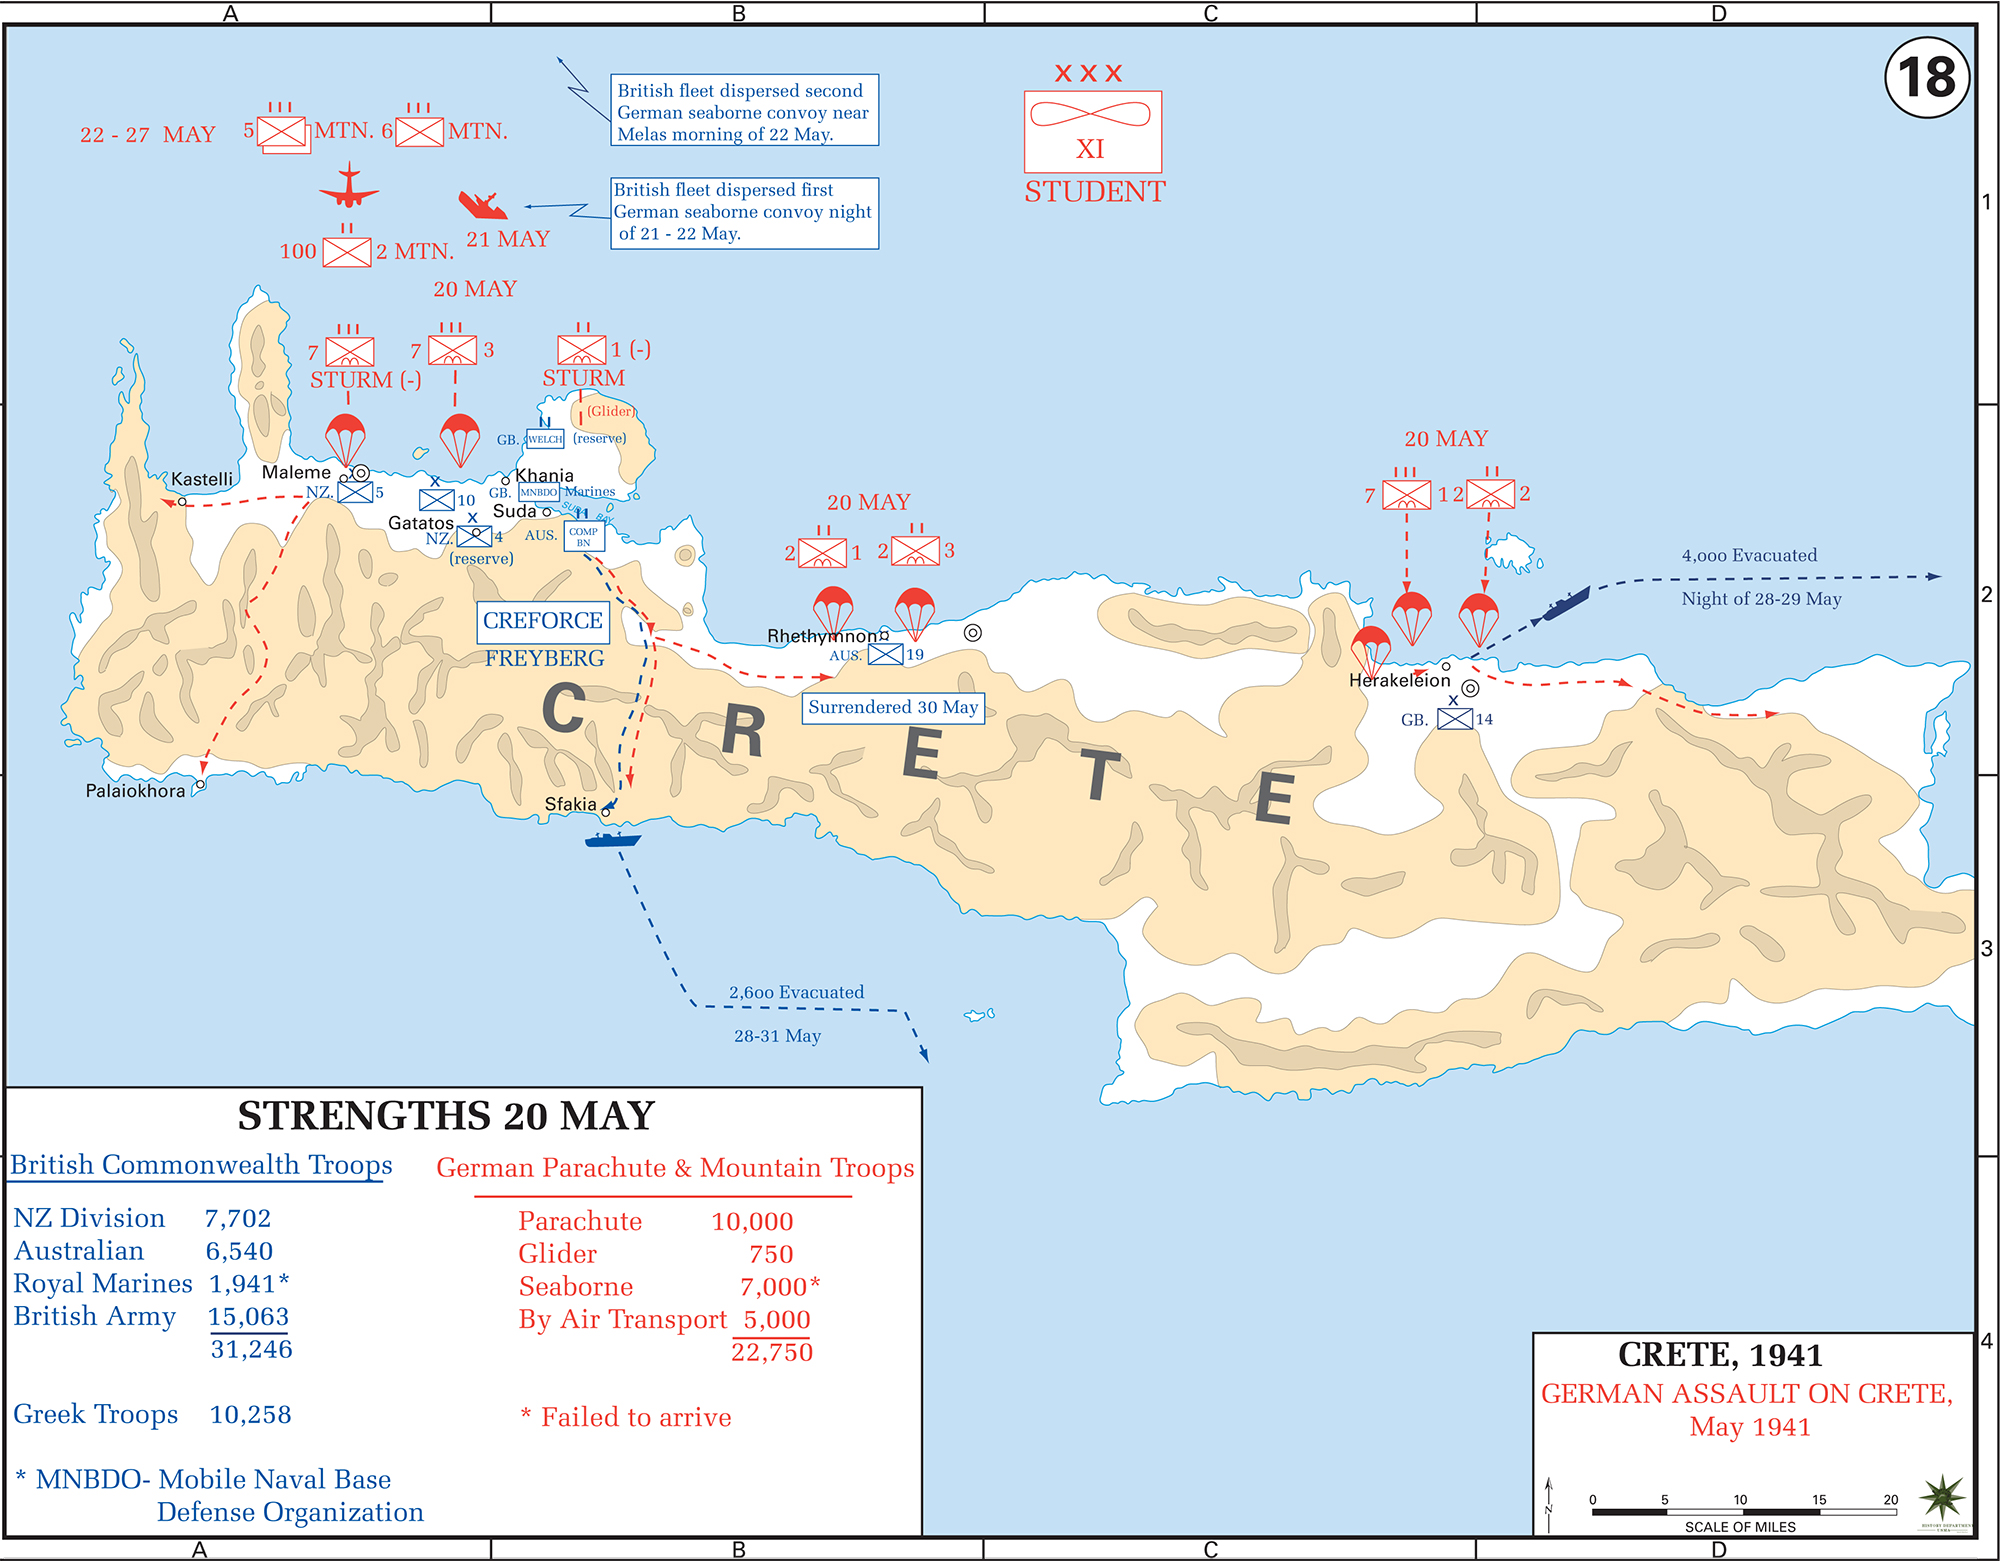 A B C D
18
British fleet dispersed second
German seaborne convoy near
Melas morning of 22 May.
X X X
XI
STUDENT
22 - 27 MAY
5 MTN. 6 MTN.
British fleet dispersed first
German seaborne convoy night
of 21 - 22 May.
1
21 MAY
100 2 MTN.
20 MAY
7 STURM (-)
7 3
1 (-)
STURM
(Glider)
GB. WELCH (reserve)
Kastelli
Maleme
NZ. 5
X
10
Khania
GB. MNBDO Marines
Suda
SUDA BAY
Gatatos
X
NZ. 4
(reserve)
AUS. COMP
BN
20 MAY
7 1 2 2
20 MAY
2 1 2 3
4,000 Evacuated
Night of 28-29 May
2
CREFORCE
FREYBERG
Rhethymnon
AUS. 19
Surrendered 30 May
Herakeleion
X
GB. 14
C R E T E
Palaiokhora
Sfakia
3
2,600 Evacuated
28-31 May
STRENGTHS 20 MAY
British Commonwealth Troops
NZ Division 7,702
Australian 6,540
Royal Marines 1,941*
British Army 15,063
31,246
Greek Troops 10,258
* MNBDO- Mobile Naval Base
Defense Organization
German Parachute & Mountain Troops
Parachute 10,000
Glider 750
Seaborne 7,000*
By Air Transport 5,000
22,750
* Failed to arrive
4
CRETE, 1941
GERMAN ASSAULT ON CRETE,
May 1941
N
0 5 10 15 20
SCALE OF MILES
HISTORY DEPARTMENT
USMA
A B C D